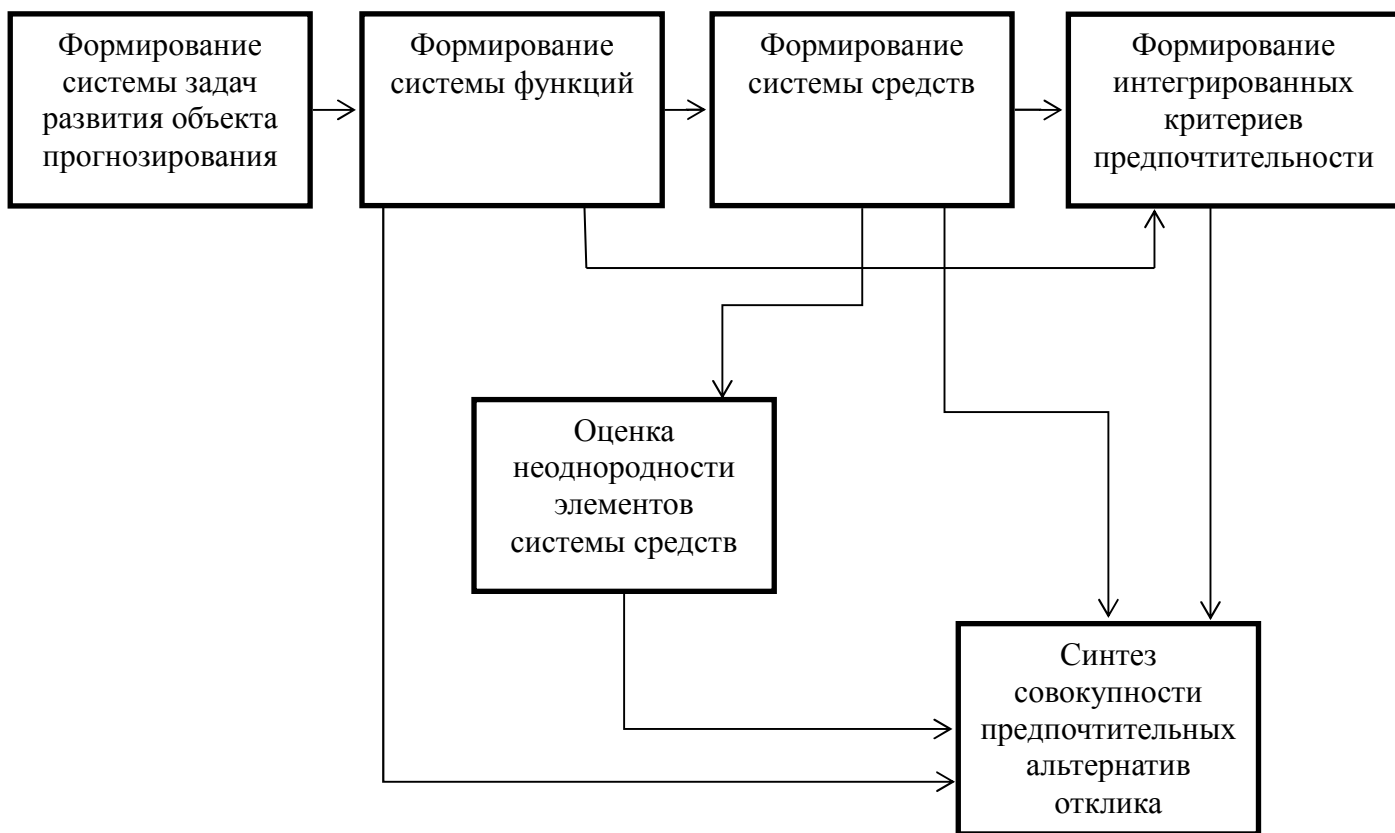 Формирование
системы задач
развития объекта
прогнозирования
Формирование
системы функций
Формирование
системы средств
Формирование
интегрированных
критериев
предпочтительности
Оценка
неоднородности
элементов
системы средств
Синтез
совокупности
предпочтительных
альтернатив
отклика